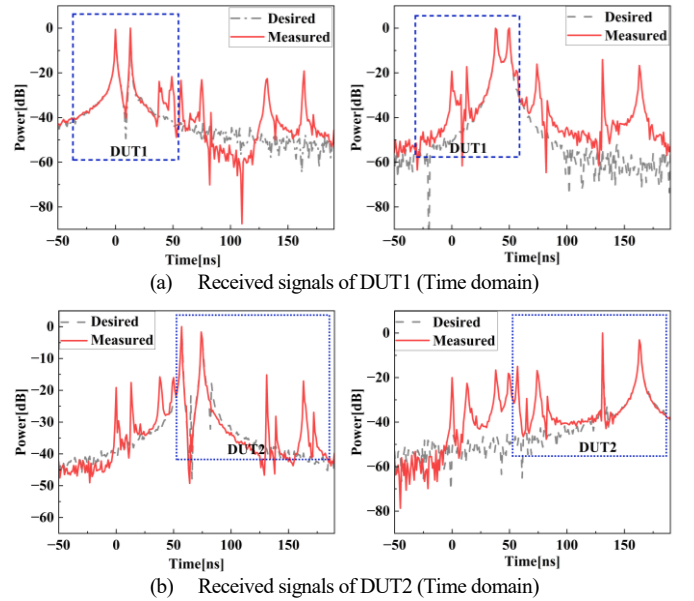 Desired
Measured
Power[dB]
0
-20
-40
-60
-80
DUT1
-50 0 50 100 150
Time[ns]
Desired
Measured
Power[dB]
0
-20
-40
-60
-80
DUT1
-50 0 50 100 150
Time[ns]
(a) Received signals of DUT1 (Time domain)
Desired
Measured
Power[dB]
0
-10
-20
-30
-40
-50
-60
DUT2
-50 0 50 100 150
Time[ns]
Desired
Measured
Power[dB]
0
-20
-40
-60
-80
DUT2
-50 0 50 100 150
Time[ns]
(b) Received signals of DUT2 (Time domain)